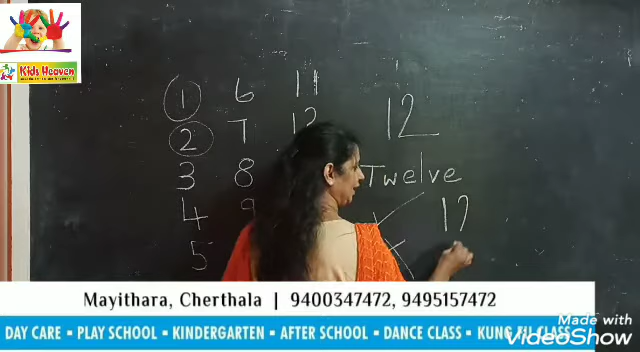 Kids Heaven
1 6 11
2 7 12 12
3 8 Twelve
4 9 12
5
Mayithara, Cherthala | 9400347472, 9495157472
DAY CARE ▪ PLAY SCHOOL ▪ KINDERGARTEN ▪ AFTER SCHOOL ▪ DANCE CLASS ▪ KUNG FU CLASS
Made with
VideoShow